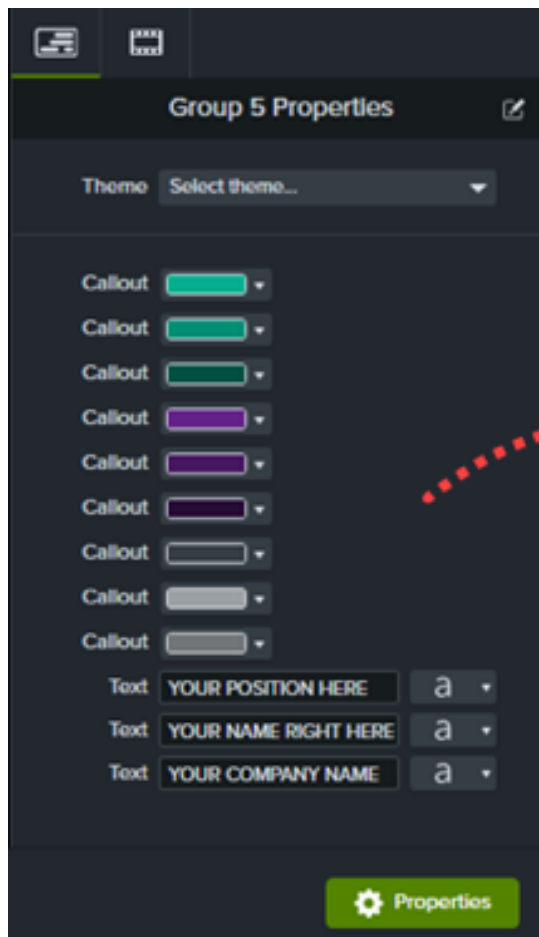 Group 5 Properties
Theme Select theme...
Callout
Callout
Callout
Callout
Callout
Callout
Callout
Callout
Callout
Text YOUR POSITION HERE a
Text YOUR NAME RIGHT HERE a
Text YOUR COMPANY NAME a
Properties